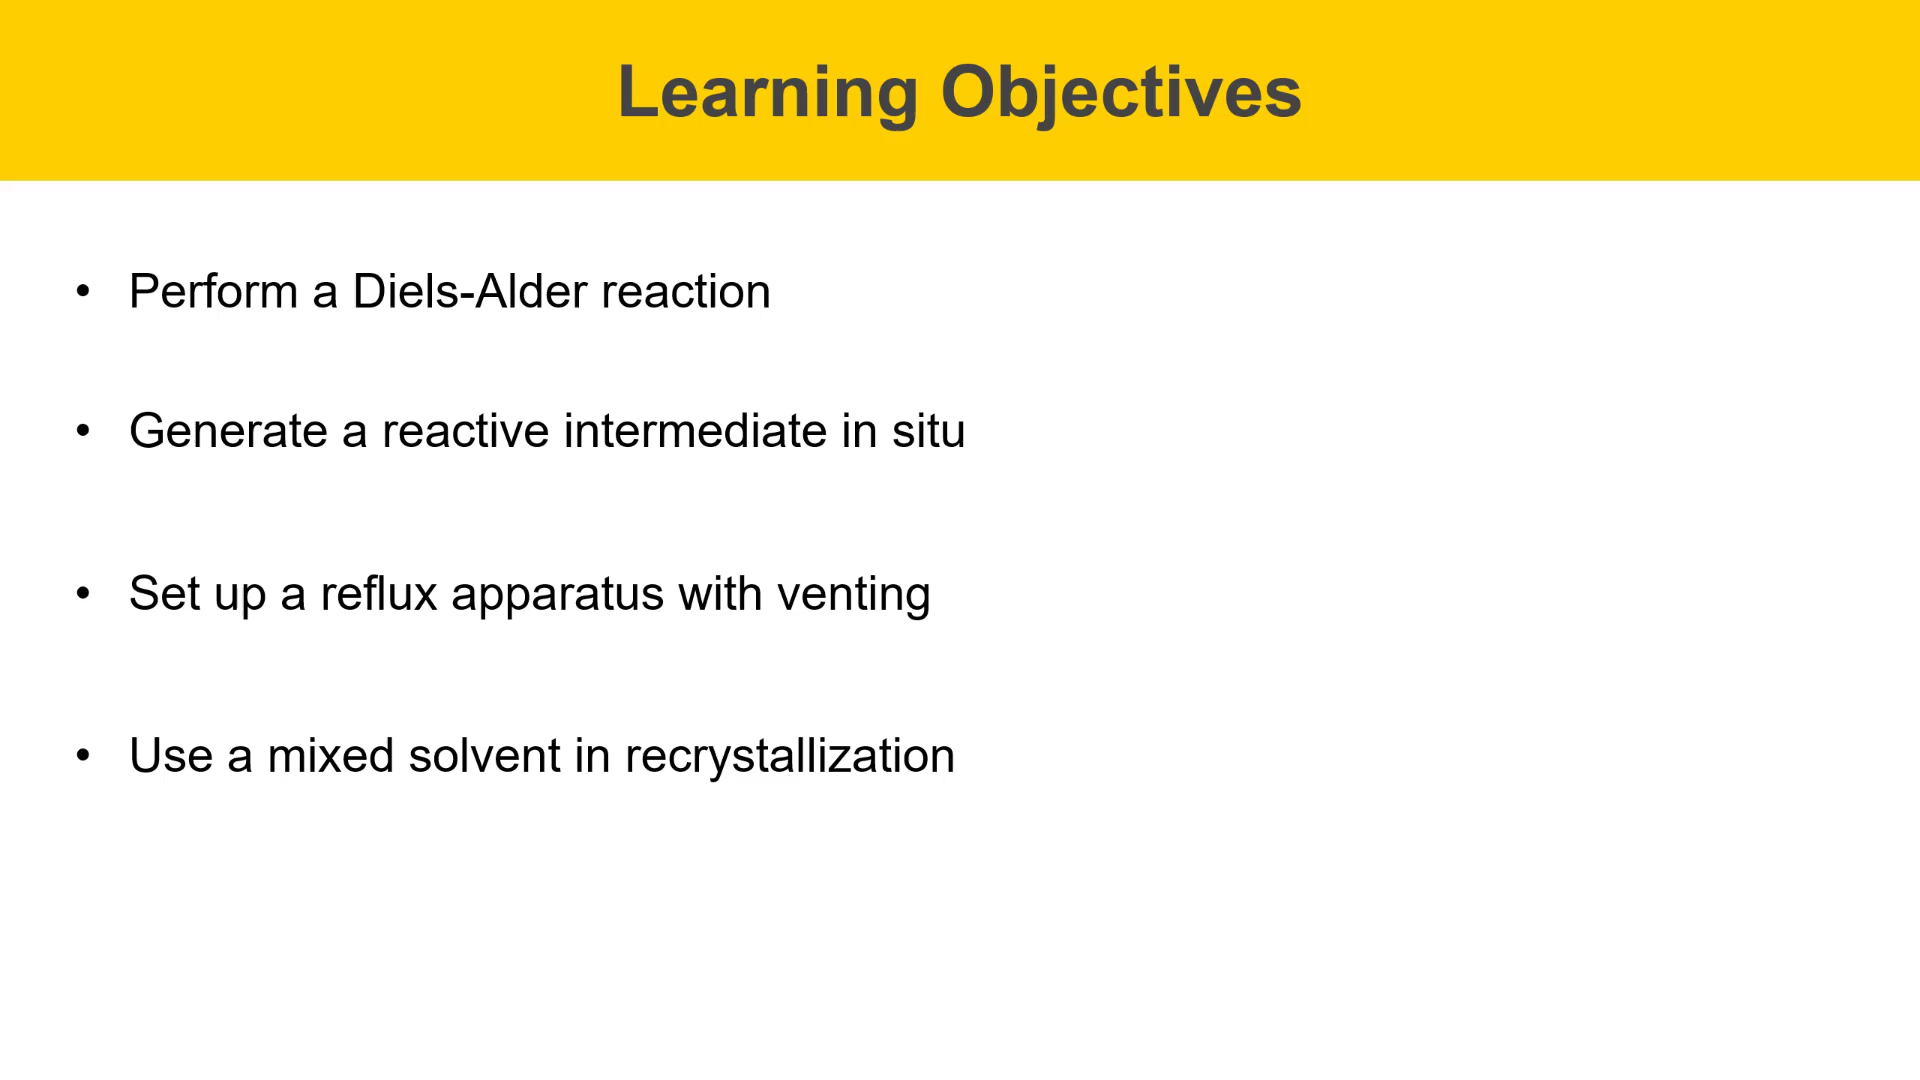 Learning Objectives
• Perform a Diels-Alder reaction
• Generate a reactive intermediate in situ
• Set up a reflux apparatus with venting
• Use a mixed solvent in recrystallization